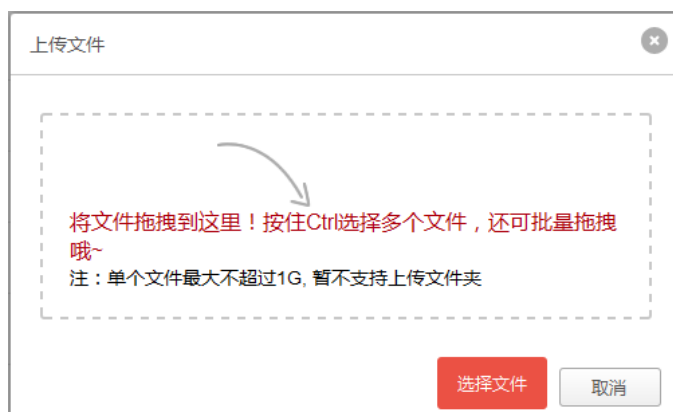 上传文件
将文件拖拽到这里！按住Ctrl选择多个文件，还可批量拖拽
哦~
注：单个文件最大不超过1G, 暂不支持上传文件夹
选择文件
取消